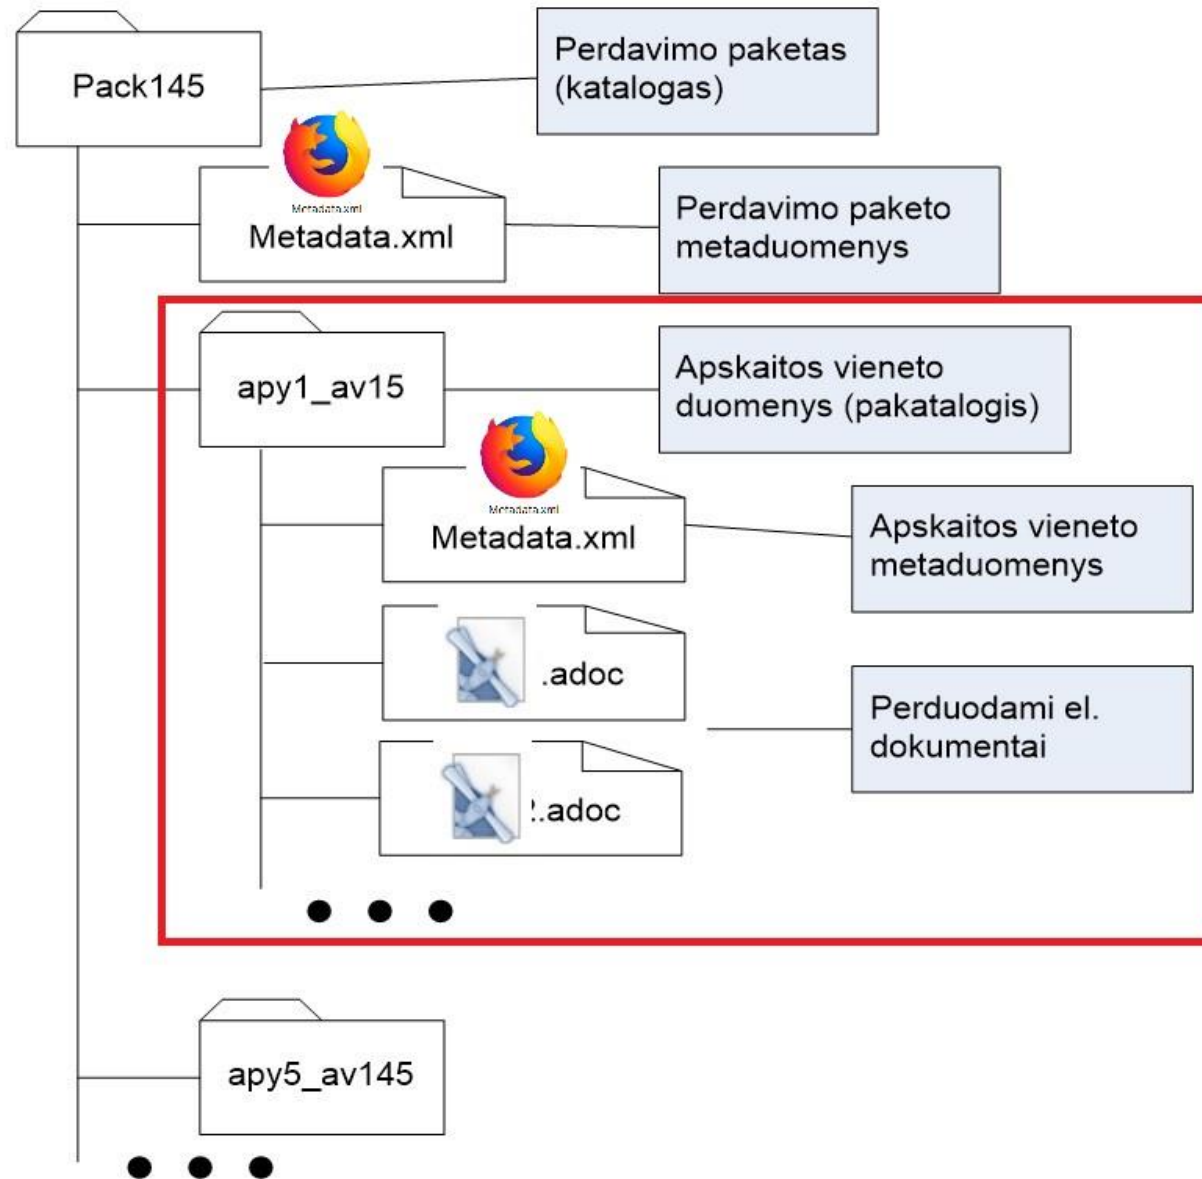 Pack145
Perdavimo paketas
(katalogas)
Metadata.xml
Metadata.xml
Perdavimo paketo
metaduomenys
apy1_av15
Apskaitos vieneto
duomenys (pakatalogis)
Metadata.xml
Metadata.xml
Apskaitos vieneto
metaduomenys
.adoc
2.adoc
Perduodami el.
dokumentai
apy5_av145